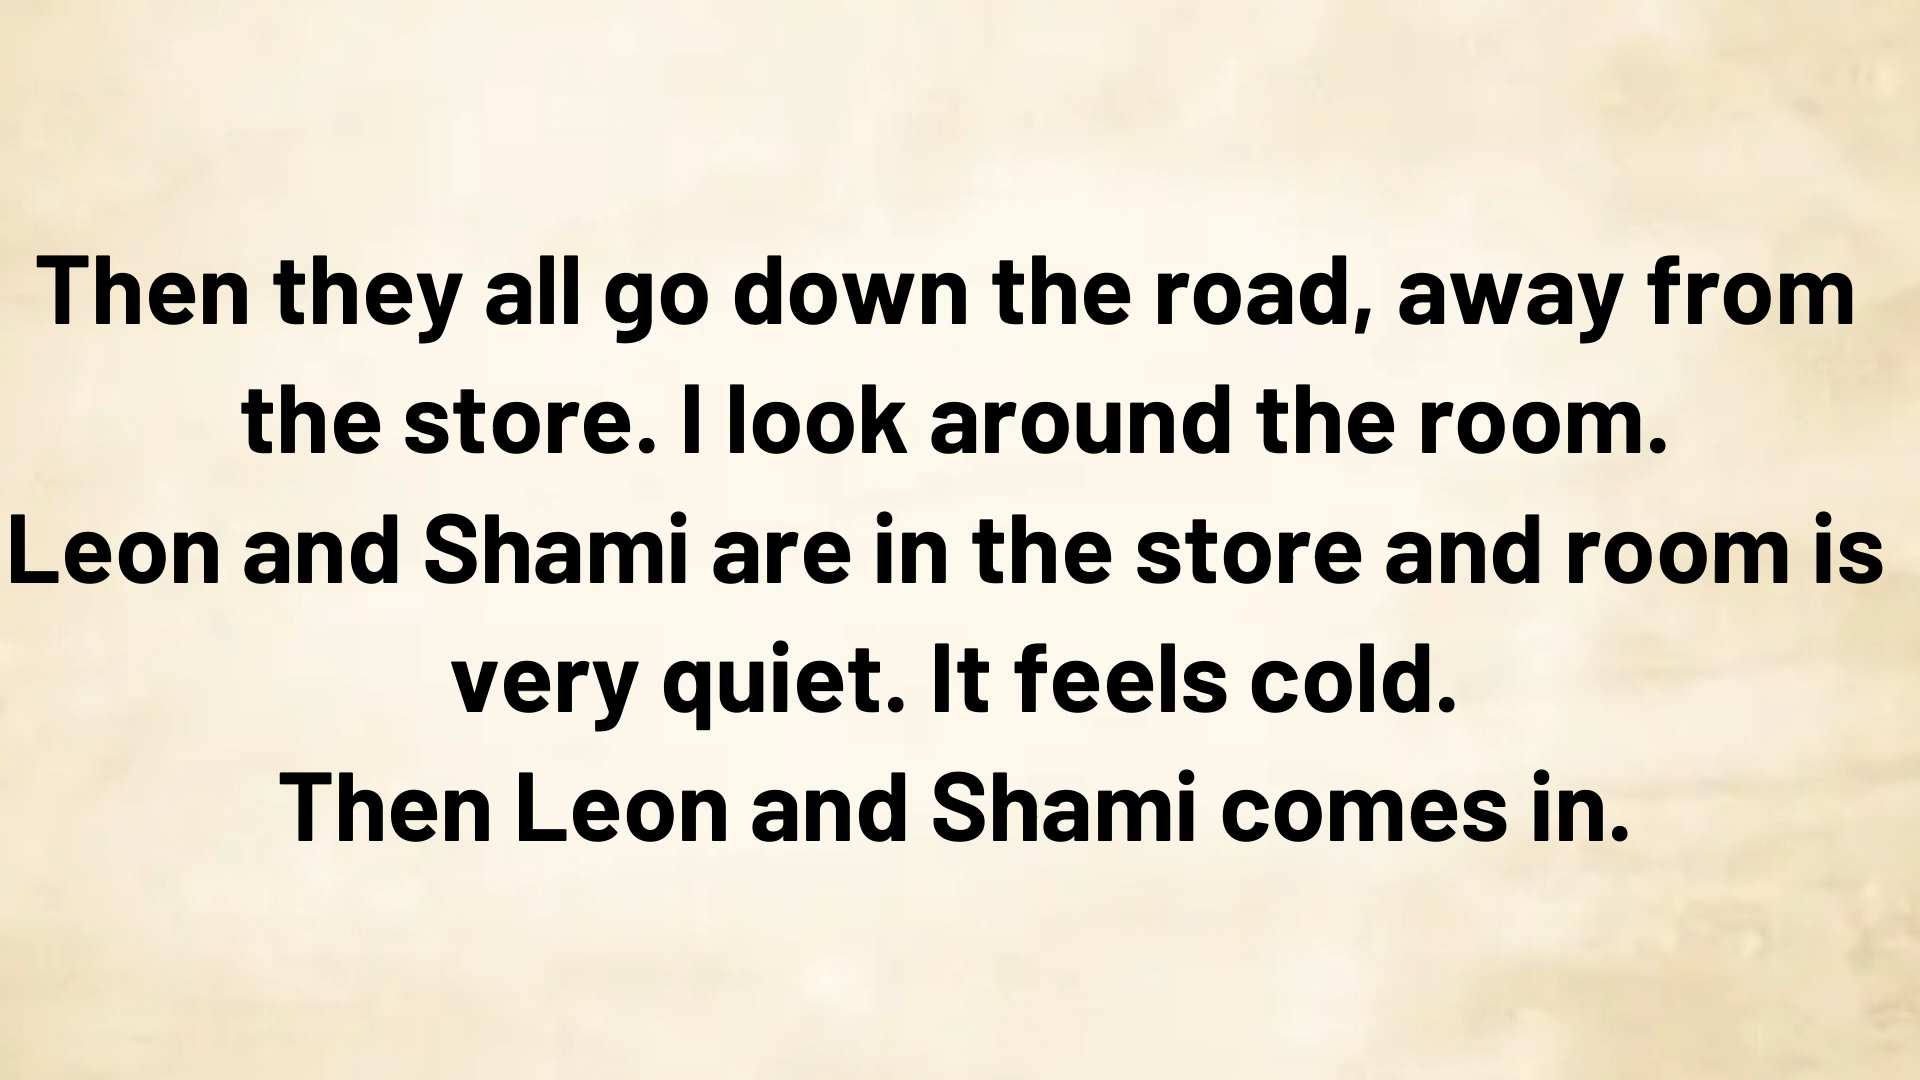 Then they all go down the road, away from
the store. I look around the room.
Leon and Shami are in the store and room is
very quiet. It feels cold.
Then Leon and Shami comes in.